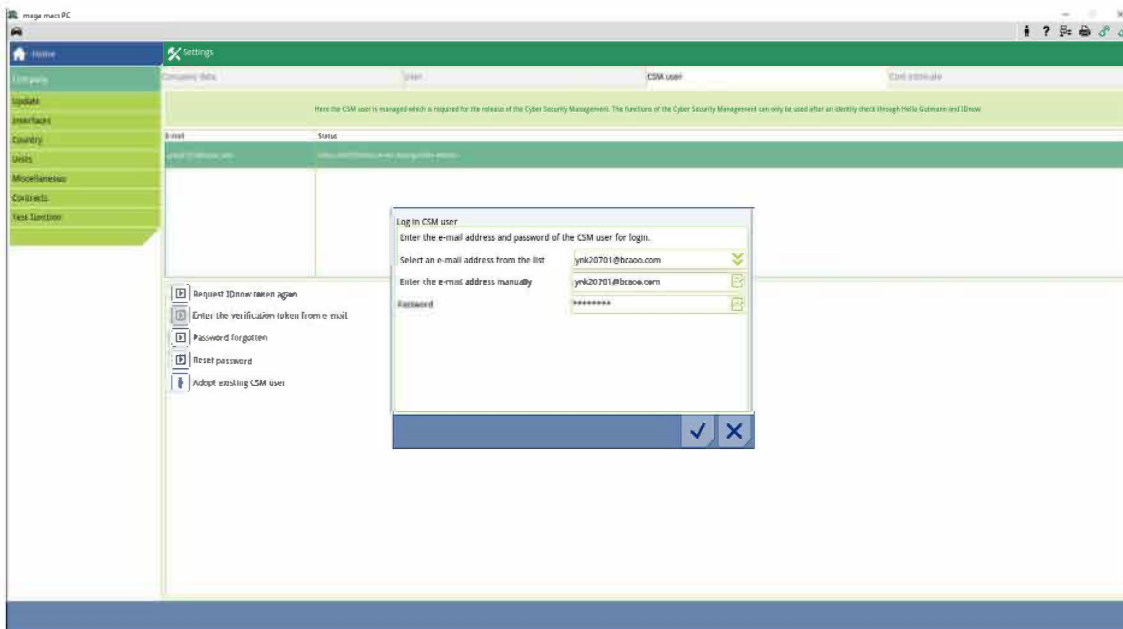 mega macs PC
?
Home
Settings
Company
Company data
User
CSM user
Update
Here the CSM user is managed which is required for the release of the Cyber Security Management. The functions of the Cyber Security Management can only be used after an identity check through Hella Gutmann and IDnow
Interfaces
Country
E-mail
Status
Units
Miscellaneous
Contracts
Test function
Log in CSM user
Enter the e-mail address and password of the CSM user for login.
Select an e-mail address from the list
ynk20701@bcaoo.com
Enter the e-mail address manually
ynk20701@bcaoo.com
Password
********
Request IDnow token again
Enter the verification token from e-mail
Password forgotten
Reset password
Adopt existing CSM user